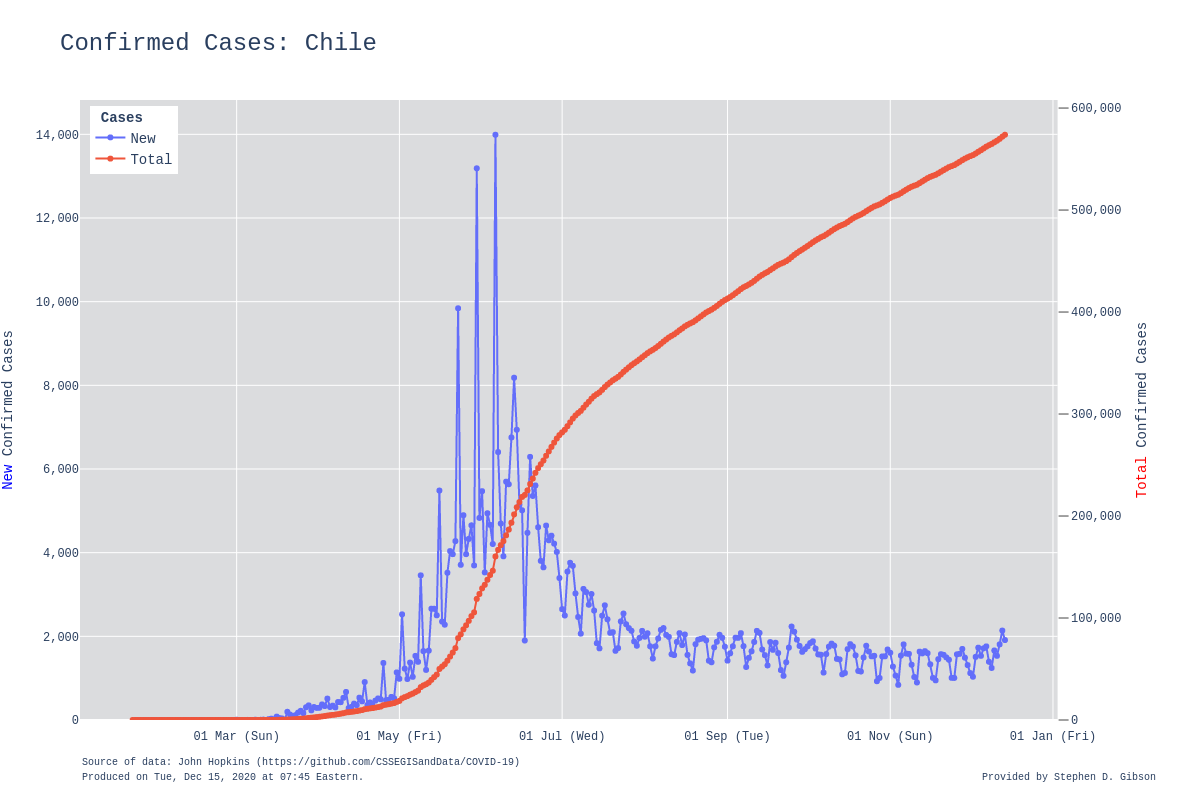 Confirmed Cases: Chile
Cases
New
Total
14,000
12,000
10,000
8,000
6,000
4,000
2,000
0
600,000
500,000
400,000
300,000
200,000
100,000
0
New Confirmed Cases
Total Confirmed Cases
01 Mar (Sun)
01 May (Fri)
01 Jul (Wed)
01 Sep (Tue)
01 Nov (Sun)
01 Jan (Fri)
Source of data: John Hopkins (https://github.com/CSSEGISandData/COVID-19)
Produced on Tue, Dec 15, 2020 at 07:45 Eastern.
Provided by Stephen D. Gibson